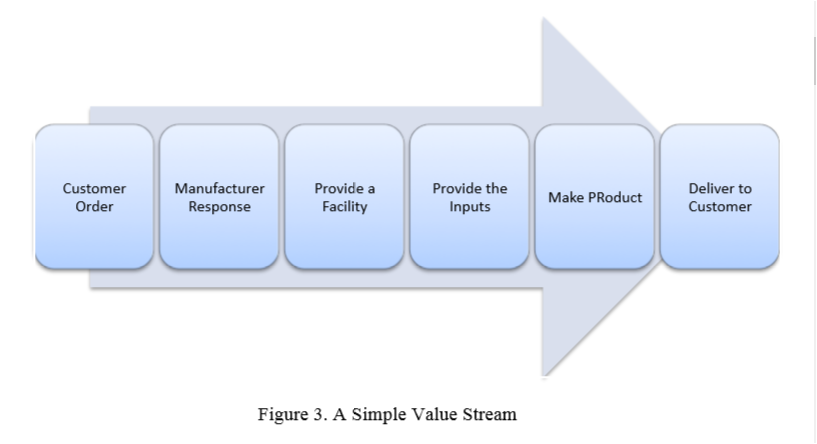 Customer
Order
Manufacturer
Response
Provide a
Facility
Provide the
Inputs
Make PRoduct
Deliver to
Customer
Figure 3. A Simple Value Stream